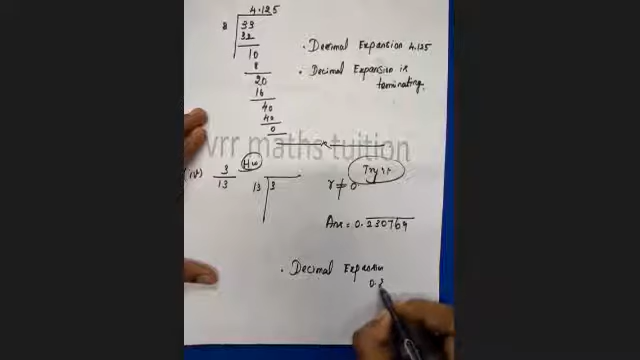 4.125
8 33
32
10
8
20
16
40
40
0
. Decimal Expansion 4.125
. Decimal Expansion is
terminating.
vrr maths tuition
(iv) 3/13 Hw
13 3
r ≠ 0
Try it
Ans = 0.230769
. Decimal Expansion